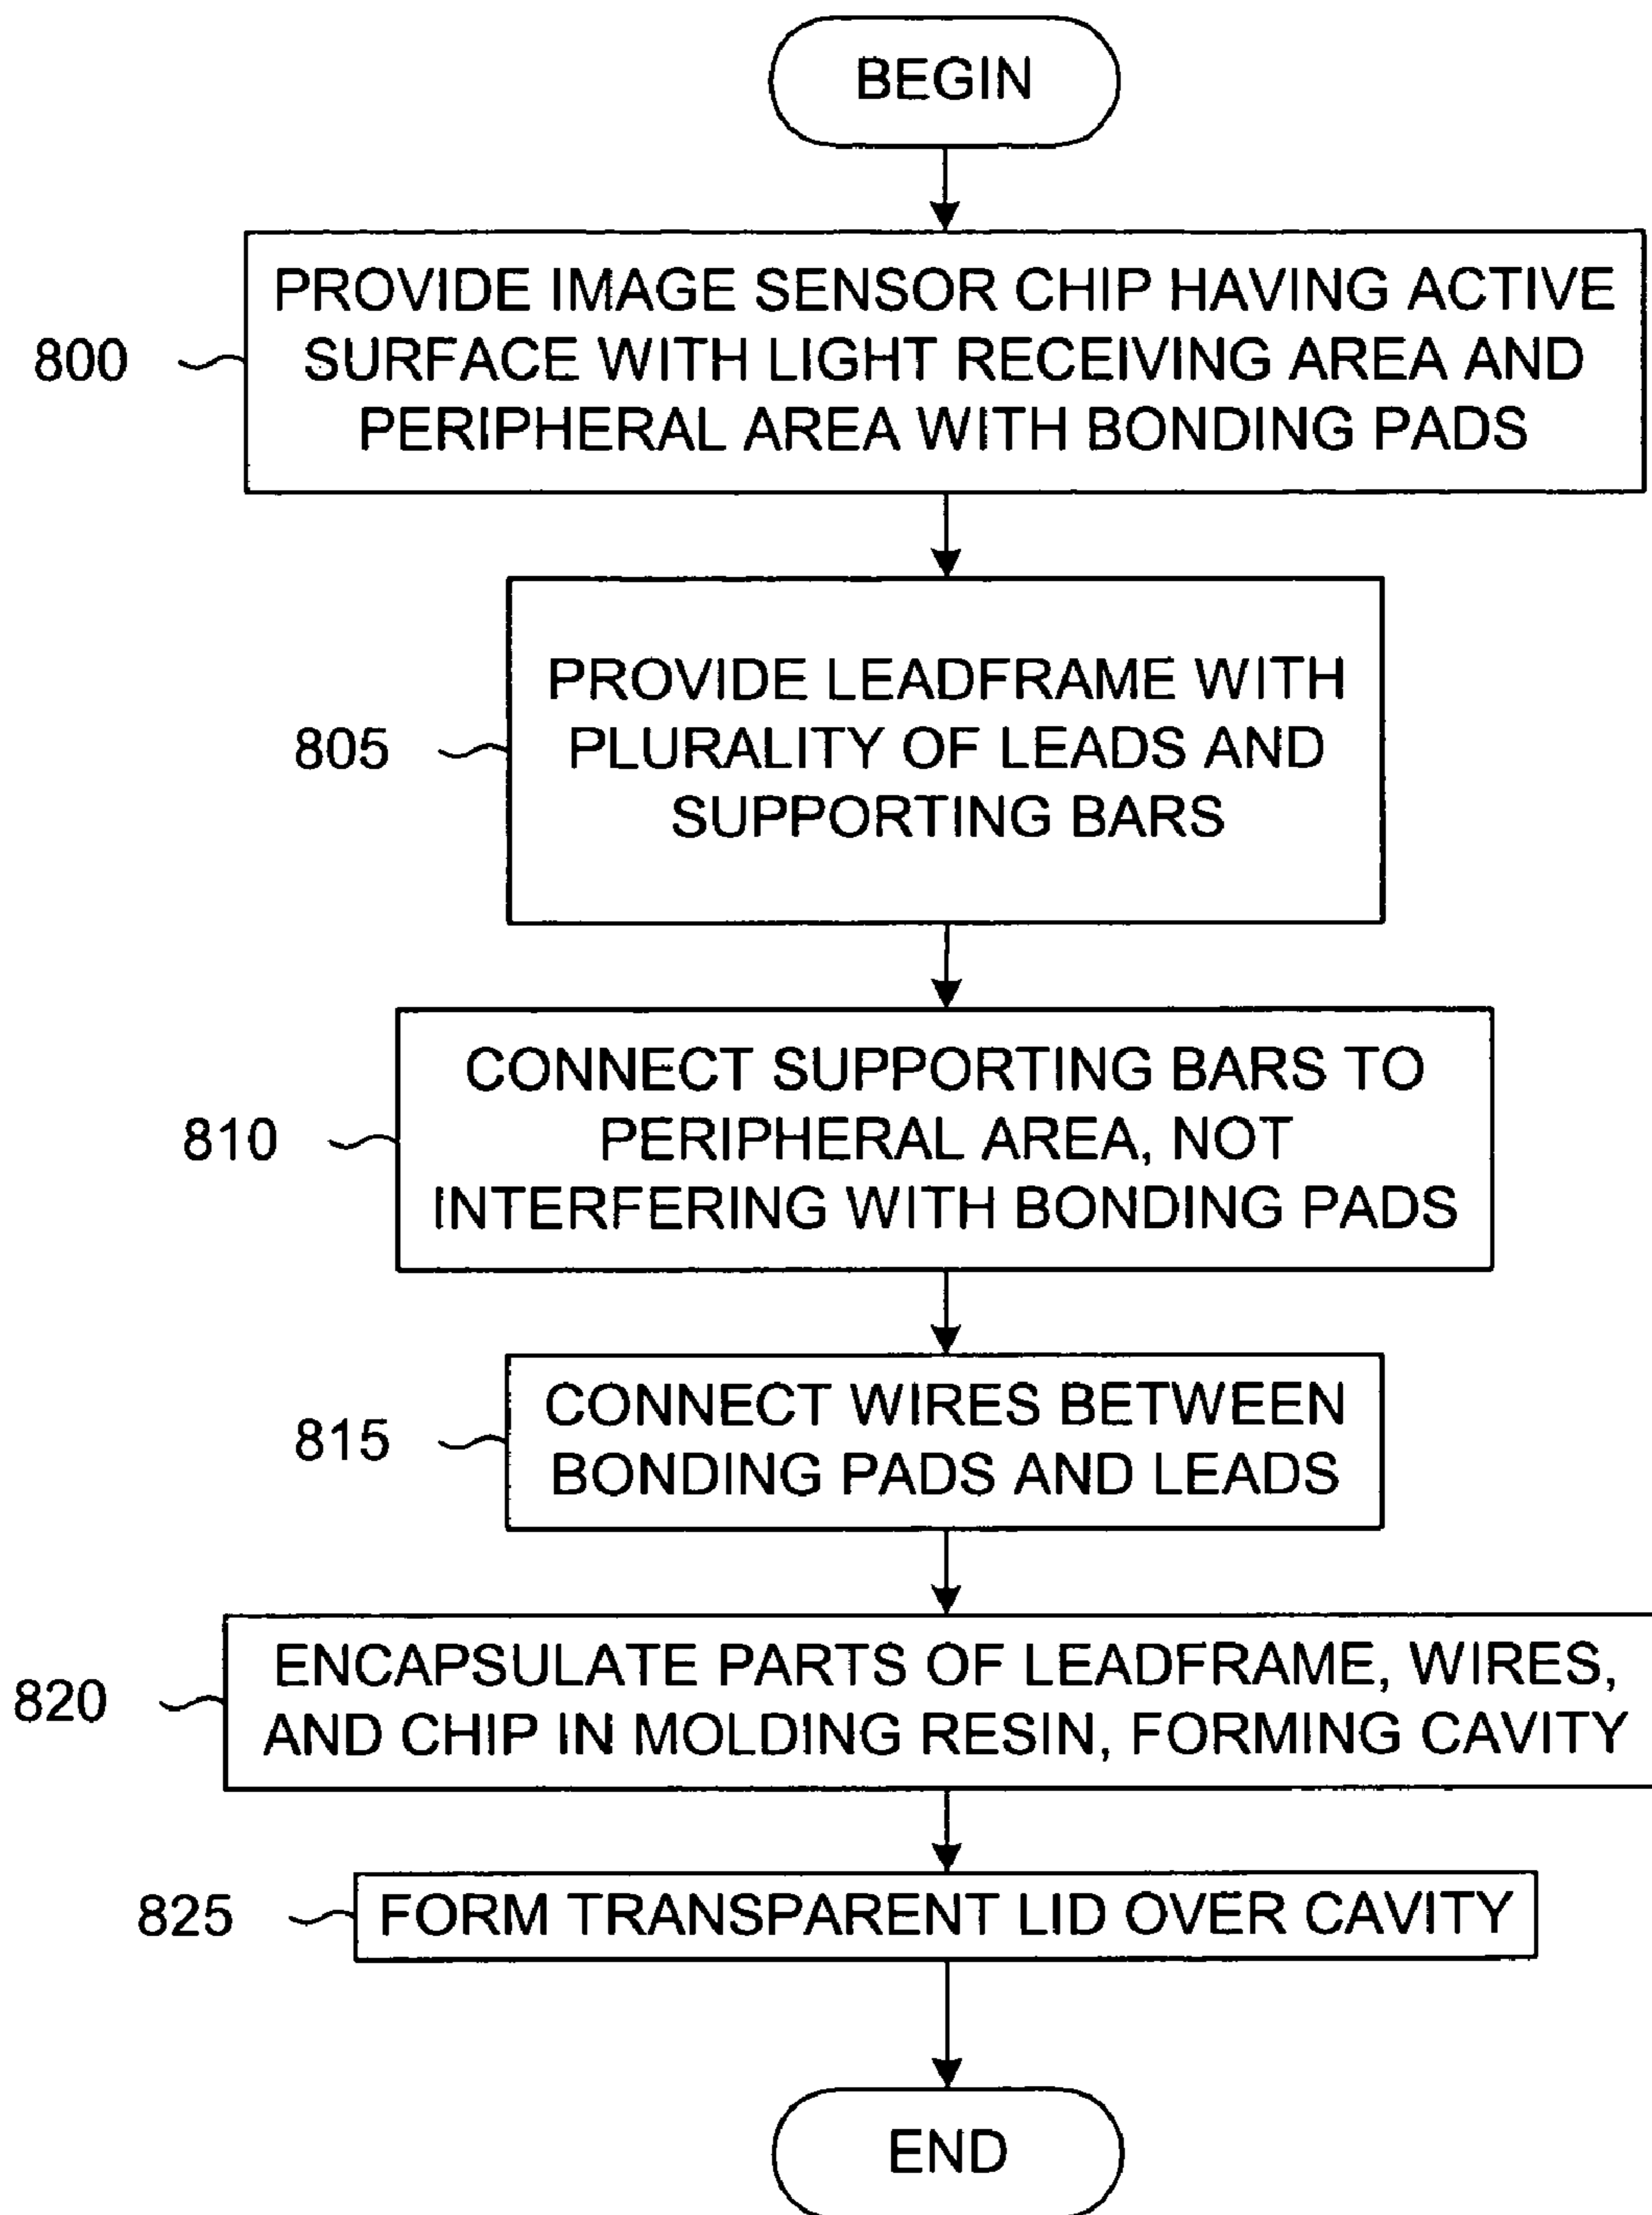 BEGIN
800
PROVIDE IMAGE SENSOR CHIP HAVING ACTIVE
SURFACE WITH LIGHT RECEIVING AREA AND
PERIPHERAL AREA WITH BONDING PADS
805
PROVIDE LEADFRAME WITH
PLURALITY OF LEADS AND
SUPPORTING BARS
810
CONNECT SUPPORTING BARS TO
PERIPHERAL AREA, NOT
INTERFERING WITH BONDING PADS
815
CONNECT WIRES BETWEEN
BONDING PADS AND LEADS
820
ENCAPSULATE PARTS OF LEADFRAME, WIRES,
AND CHIP IN MOLDING RESIN, FORMING CAVITY
825
FORM TRANSPARENT LID OVER CAVITY
END